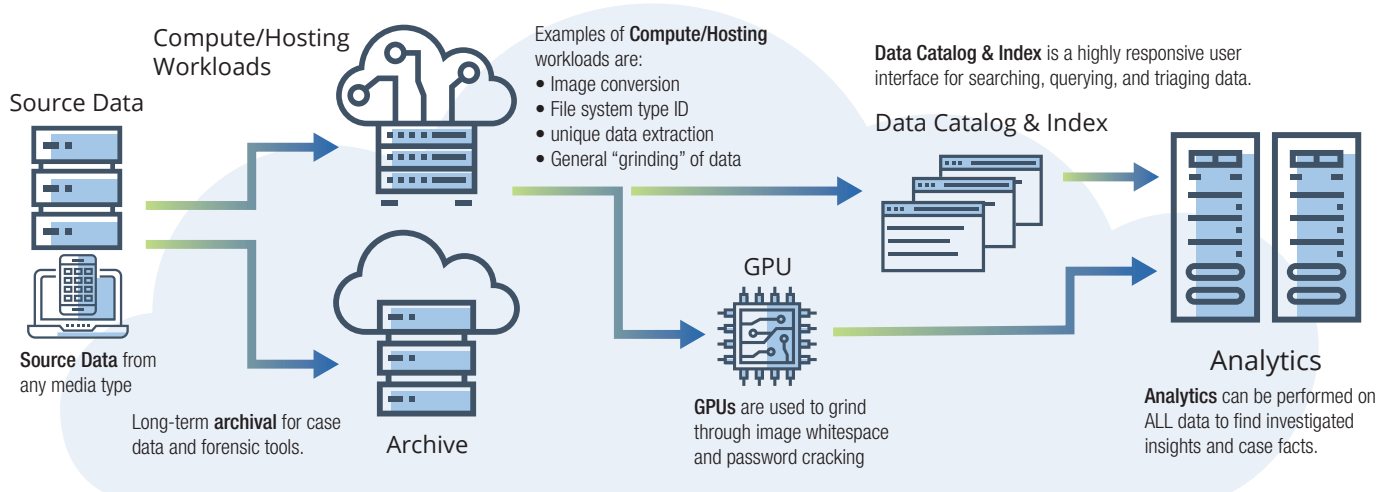 Compute/Hosting
Workloads
Source Data
Source Data from
any media type
Long-term archival for case
data and forensic tools.
Archive
Examples of Compute/Hosting
workloads are:
• Image conversion
• File system type ID
• unique data extraction
• General “grinding” of data
GPU
GPUs are used to grind
through image whitespace
and password cracking
Data Catalog & Index is a highly responsive user
interface for searching, querying, and triaging data.
Data Catalog & Index
Analytics
Analytics can be performed on
ALL data to find investigated
insights and case facts.